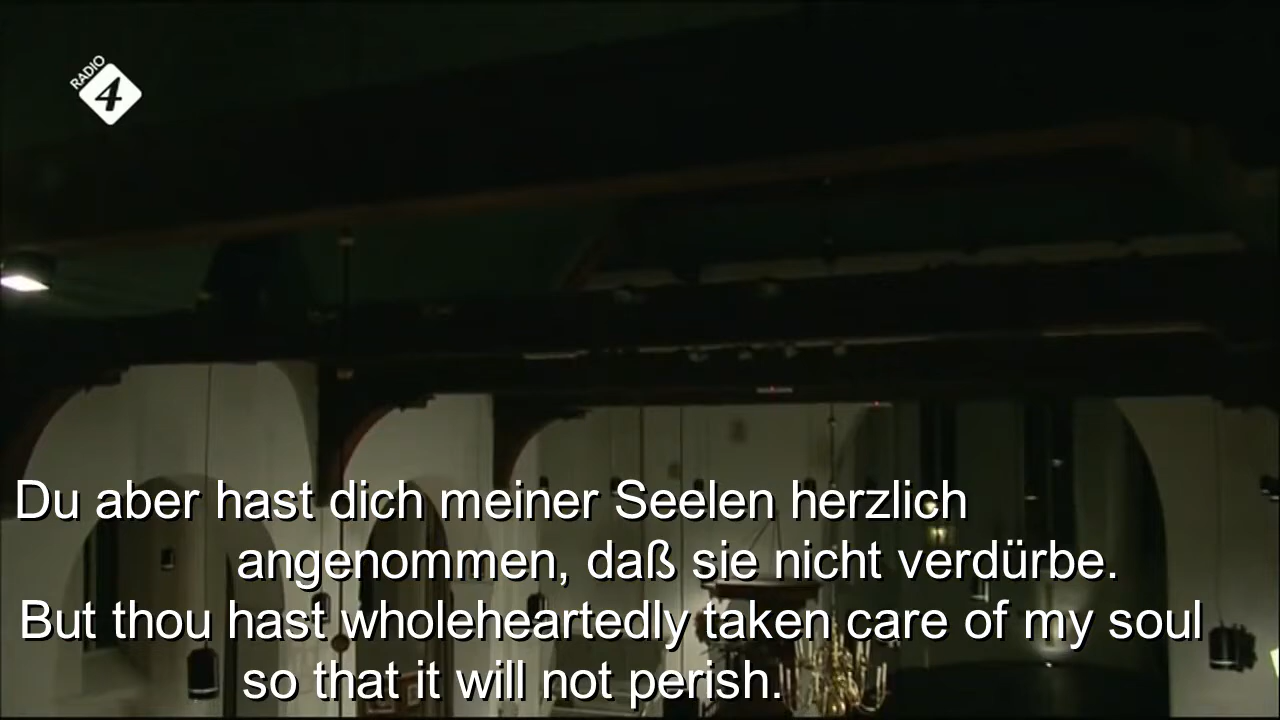 RADIO
4
Du aber hast dich meiner Seelen herzlich
angenommen, daß sie nicht verdürbe.
But thou hast wholeheartedly taken care of my soul
so that it will not perish.